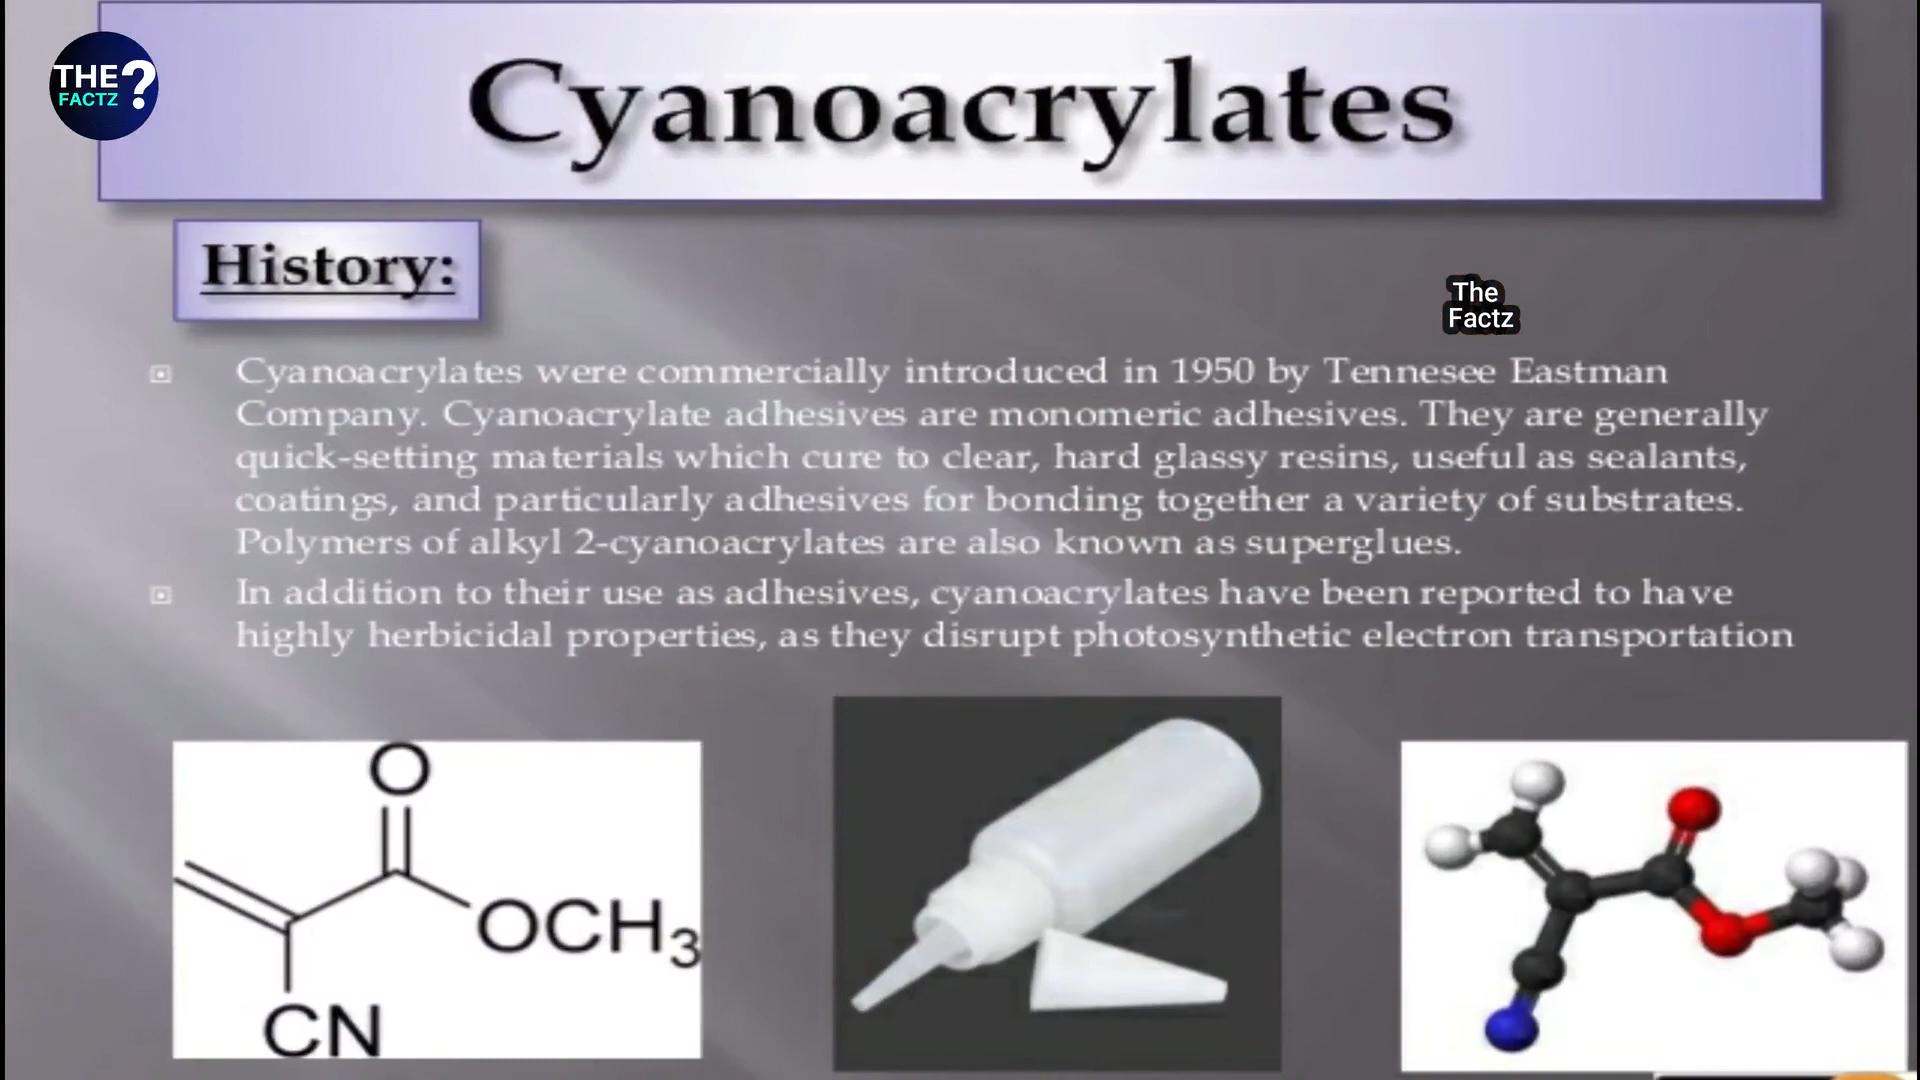 THE ?
FACTZ
Cyanoacrylates
History:
The
Factz
Cyanoacrylates were commercially introduced in 1950 by Tennesee Eastman
Company. Cyanoacrylate adhesives are monomeric adhesives. They are generally
quick-setting materials which cure to clear, hard glassy resins, useful as sealants,
coatings, and particularly adhesives for bonding together a variety of substrates.
Polymers of alkyl 2-cyanoacrylates are also known as superglues.
In addition to their use as adhesives, cyanoacrylates have been reported to have
highly herbicidal properties, as they disrupt photosynthetic electron transportation
O
OCH3
CN